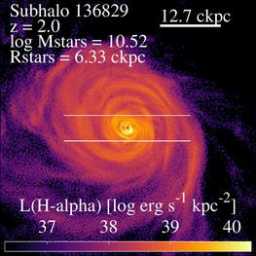 Subhalo 136829
12.7 ckpc
z = 2.0
log Mstars = 10.52
Rstars = 6.33 ckpc
L(H-alpha) [log erg s⁻¹ kpc⁻²]
37 38 39 40